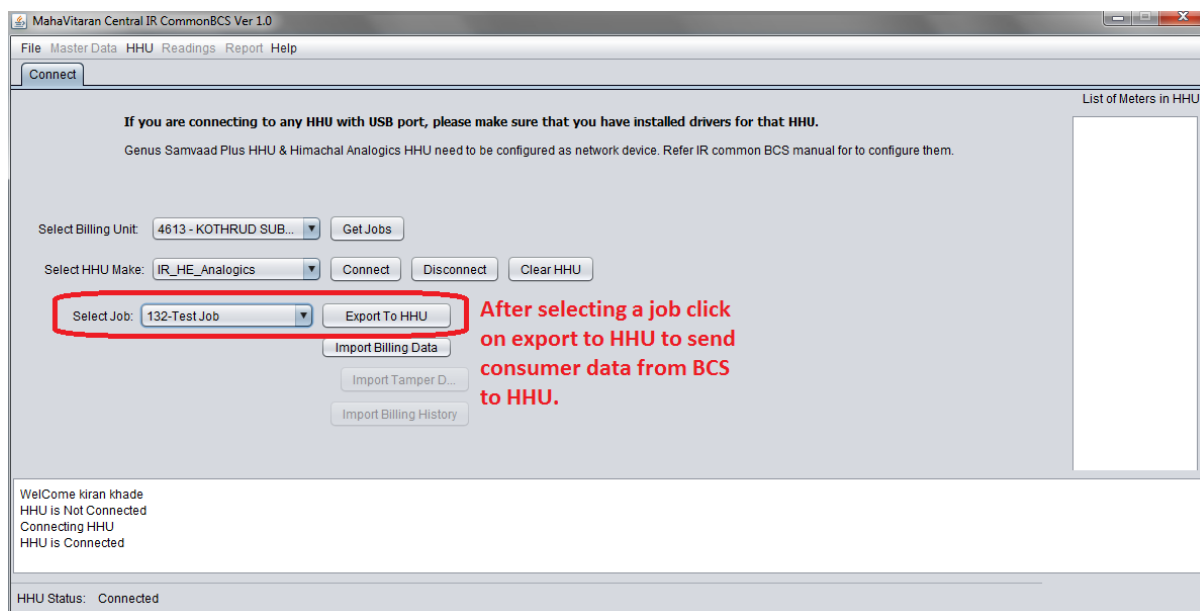 MahaVitaran Central IR CommonBCS Ver 1.0
File Master Data HHU Readings Report Help
Connect
List of Meters in HHU
If you are connecting to any HHU with USB port, please make sure that you have installed drivers for that HHU.
Genus Samvaad Plus HHU & Himachal Analogics HHU need to be configured as network device. Refer IR common BCS manual for to configure them.
Select Billing Unit: 4613 - KOTHRUD SUB... Get Jobs
Select HHU Make: IR_HE_Analogics Connect Disconnect Clear HHU
Select Job: 132-Test Job Export To HHU
After selecting a job click
on export to HHU to send
consumer data from BCS
to HHU.
Import Billing Data
Import Tamper D...
Import Billing History
WelCome kiran khade
HHU is Not Connected
Connecting HHU
HHU is Connected
HHU Status: Connected